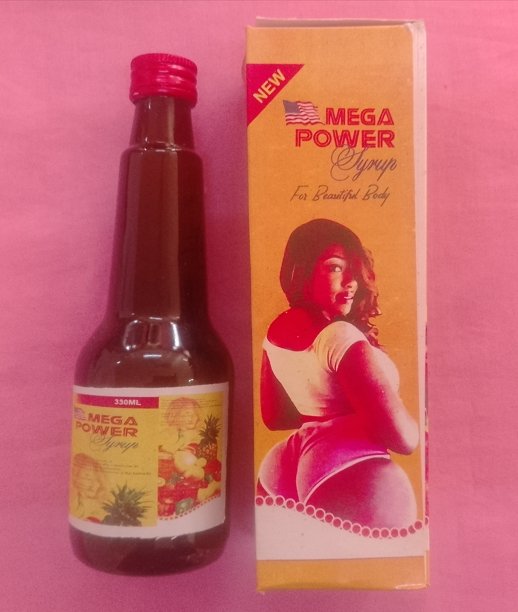 NEW
MEGA
POWER
Syrup
For Beautiful Body
330ML
MEGA
POWER
Syrup